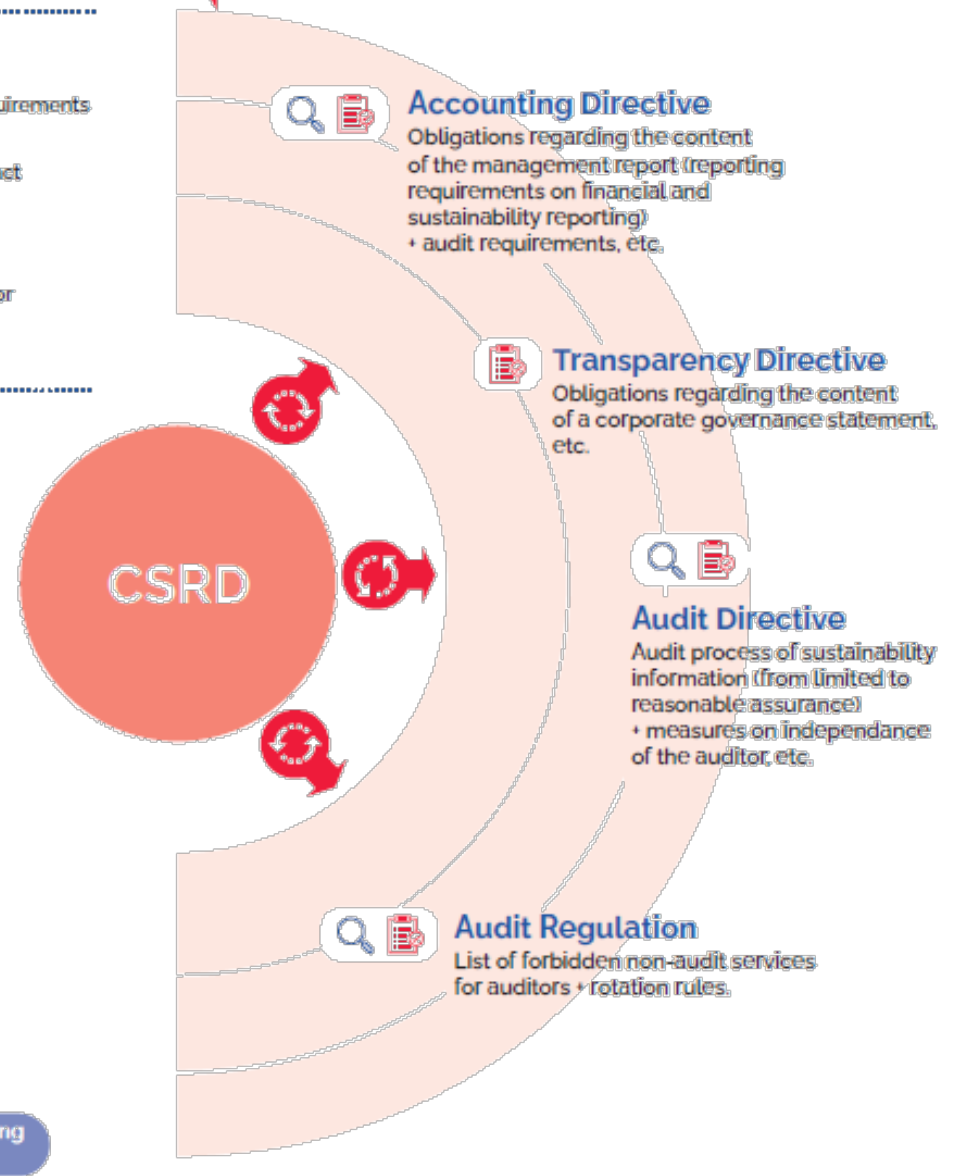 Accounting Directive
Obligations regarding the content
of the management report (reporting
requirements on financial and
sustainability reporting)
+ audit requirements, etc.
Transparency Directive
Obligations regarding the content
of a corporate governance statement,
etc.
CSRD
Audit Directive
Audit process of sustainability
information (from limited to
reasonable assurance)
+ measures on independance
of the auditor, etc.
Audit Regulation
List of forbidden non-audit services
for auditors + rotation rules.